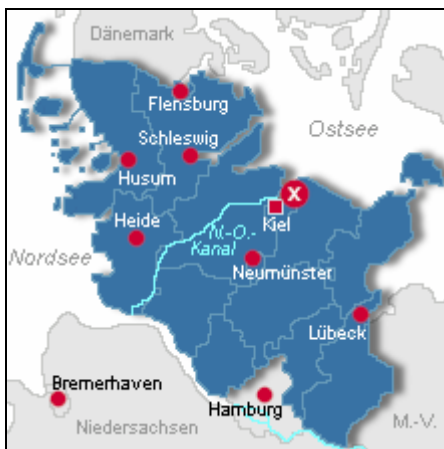 Dänemark
Flensburg
Schleswig
Ostsee
Husum
X
Heide
Kiel
N.-O.-
Kanal
Nordsee
Neumünster
Lübeck
Bremerhaven
Hamburg
Niedersachsen
M.-V.